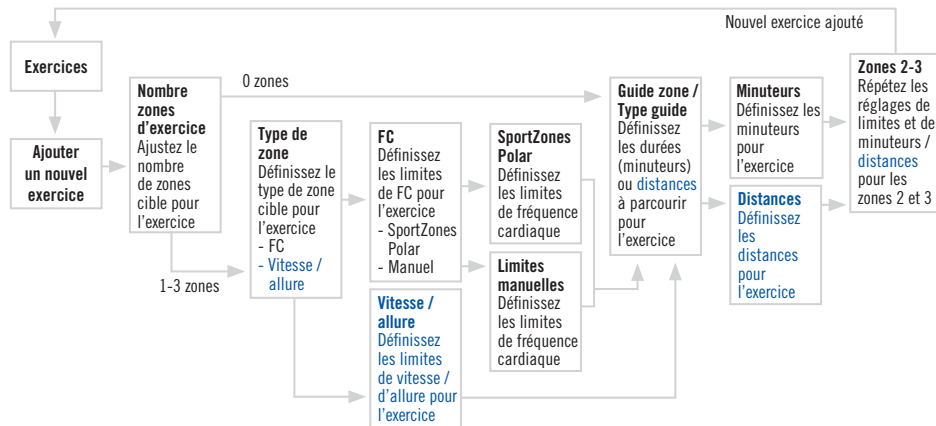 Nouvel exercice ajouté
Exercices
Ajouter
un nouvel
exercice
Nombre
zones
d'exercice
Ajustez le
nombre
de zones
cible pour
l'exercice
0 zones
1-3 zones
Type de
zone
Définissez le
type de zone
cible pour
l'exercice
- FC
- Vitesse /
allure
FC
Définissez
les limites
de FC pour
l'exercice
- SportZones
Polar
- Manuel
Vitesse /
allure
Définissez
les limites
de vitesse /
d'allure pour
l'exercice
SportZones
Polar
Définissez
les limites
de fréquence
cardiaque
Limites
manuelles
Définissez
les limites
de fréquence
cardiaque
Guide zone /
Type guide
Définissez
les durées
(minuteurs)
ou distances
à parcourir
pour
l'exercice
Minuteurs
Définissez les
minuteurs
pour
l'exercice
Distances
Définissez
les
distances
pour
l'exercice
Zones 2-3
Répétez les
réglages de
limites et de
minuteurs /
distances
pour les
zones 2 et 3